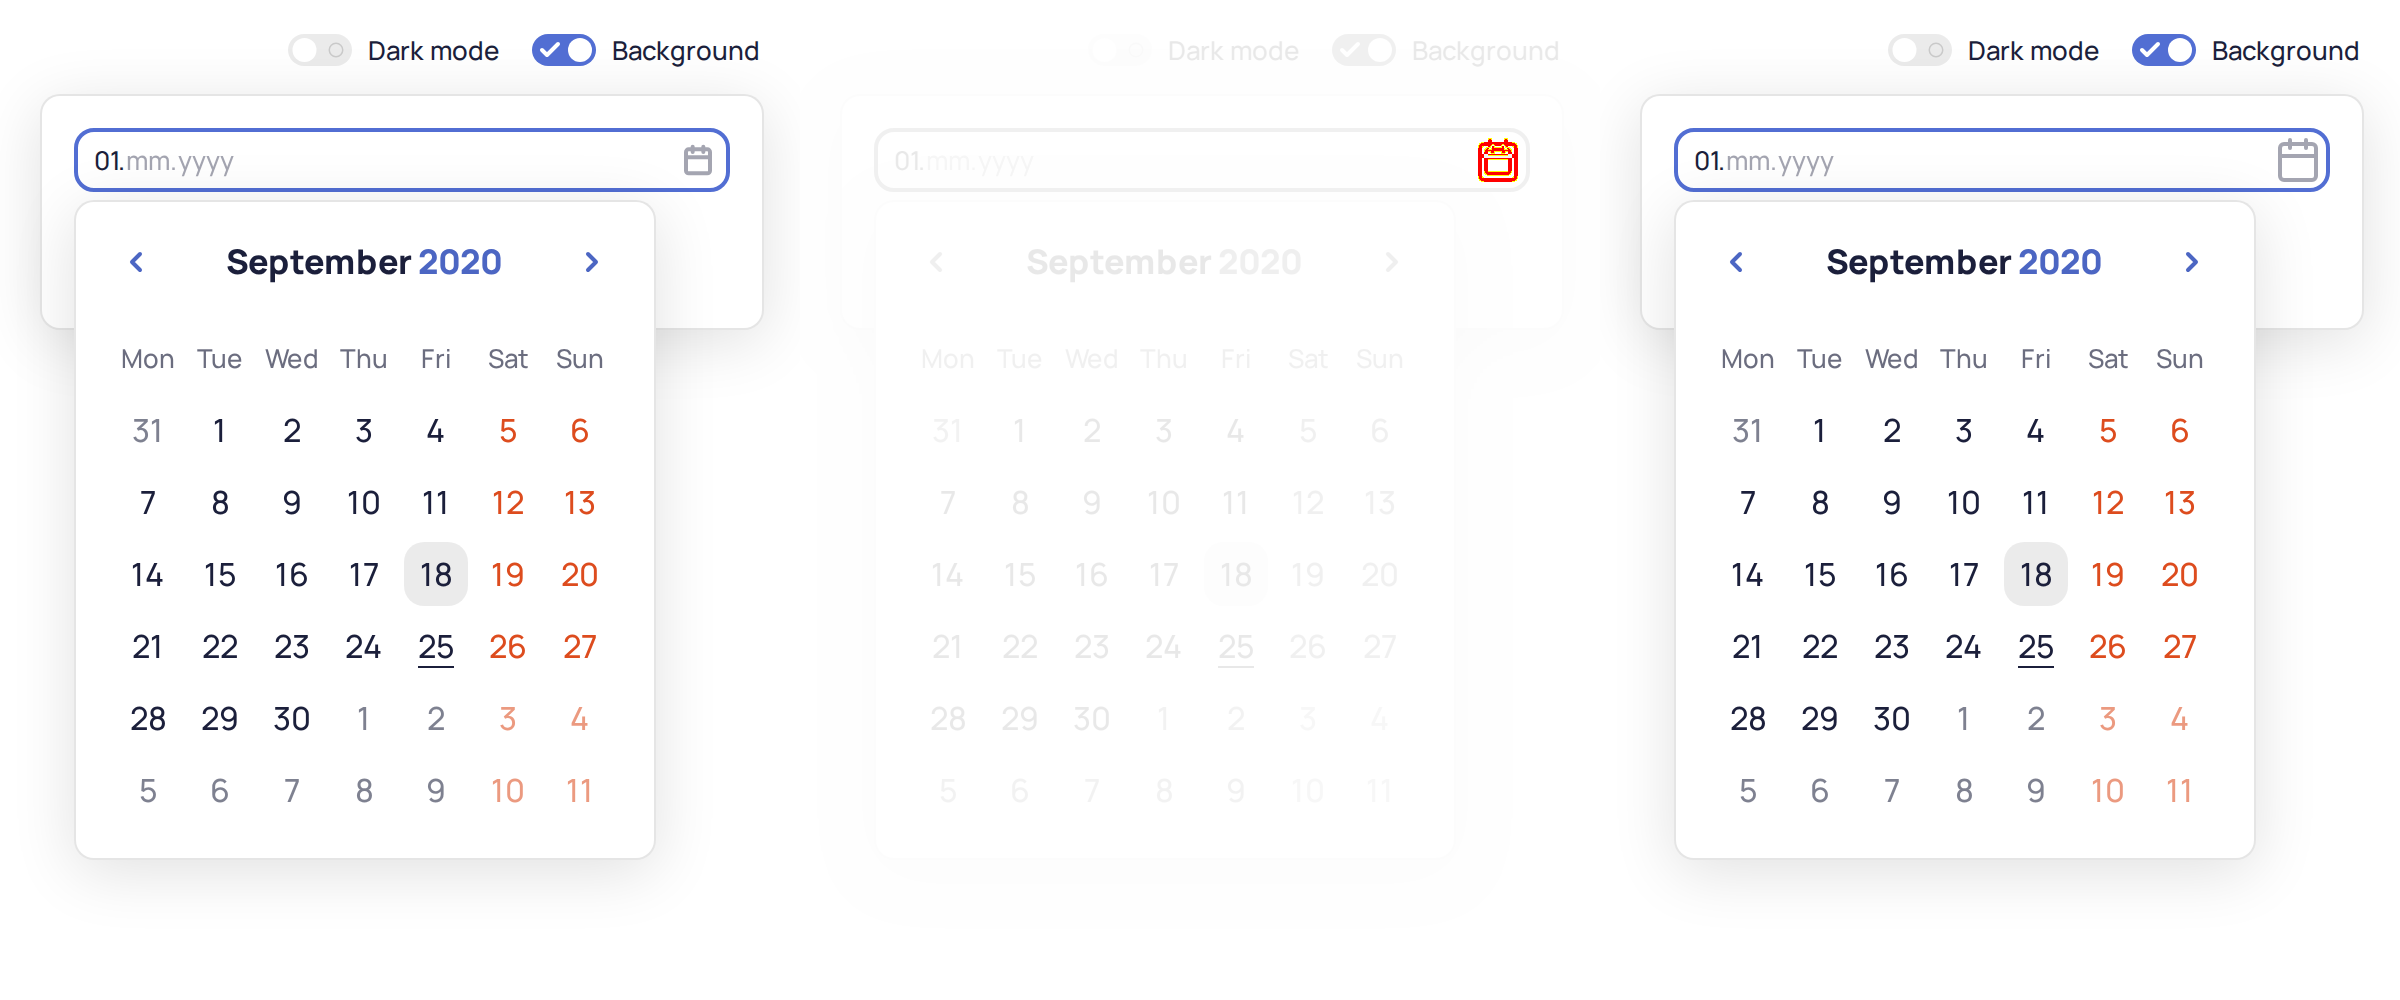 Dark mode Background
01.mm.yyyy
September 2020
Mon Tue Wed Thu Fri Sat Sun
31 1 2 3 4 5 6
7 8 9 10 11 12 13
14 15 16 17 18 19 20
21 22 23 24 25 26 27
28 29 30 1 2 3 4
5 6 7 8 9 10 11
Dark mode Background
01.mm.yyyy
September 2020
Mon Tue Wed Thu Fri Sat Sun
31 1 2 3 4 5 6
7 8 9 10 11 12 13
14 15 16 17 18 19 20
21 22 23 24 25 26 27
28 29 30 1 2 3 4
5 6 7 8 9 10 11
Dark mode Background
01.mm.yyyy
September 2020
Mon Tue Wed Thu Fri Sat Sun
31 1 2 3 4 5 6
7 8 9 10 11 12 13
14 15 16 17 18 19 20
21 22 23 24 25 26 27
28 29 30 1 2 3 4
5 6 7 8 9 10 11